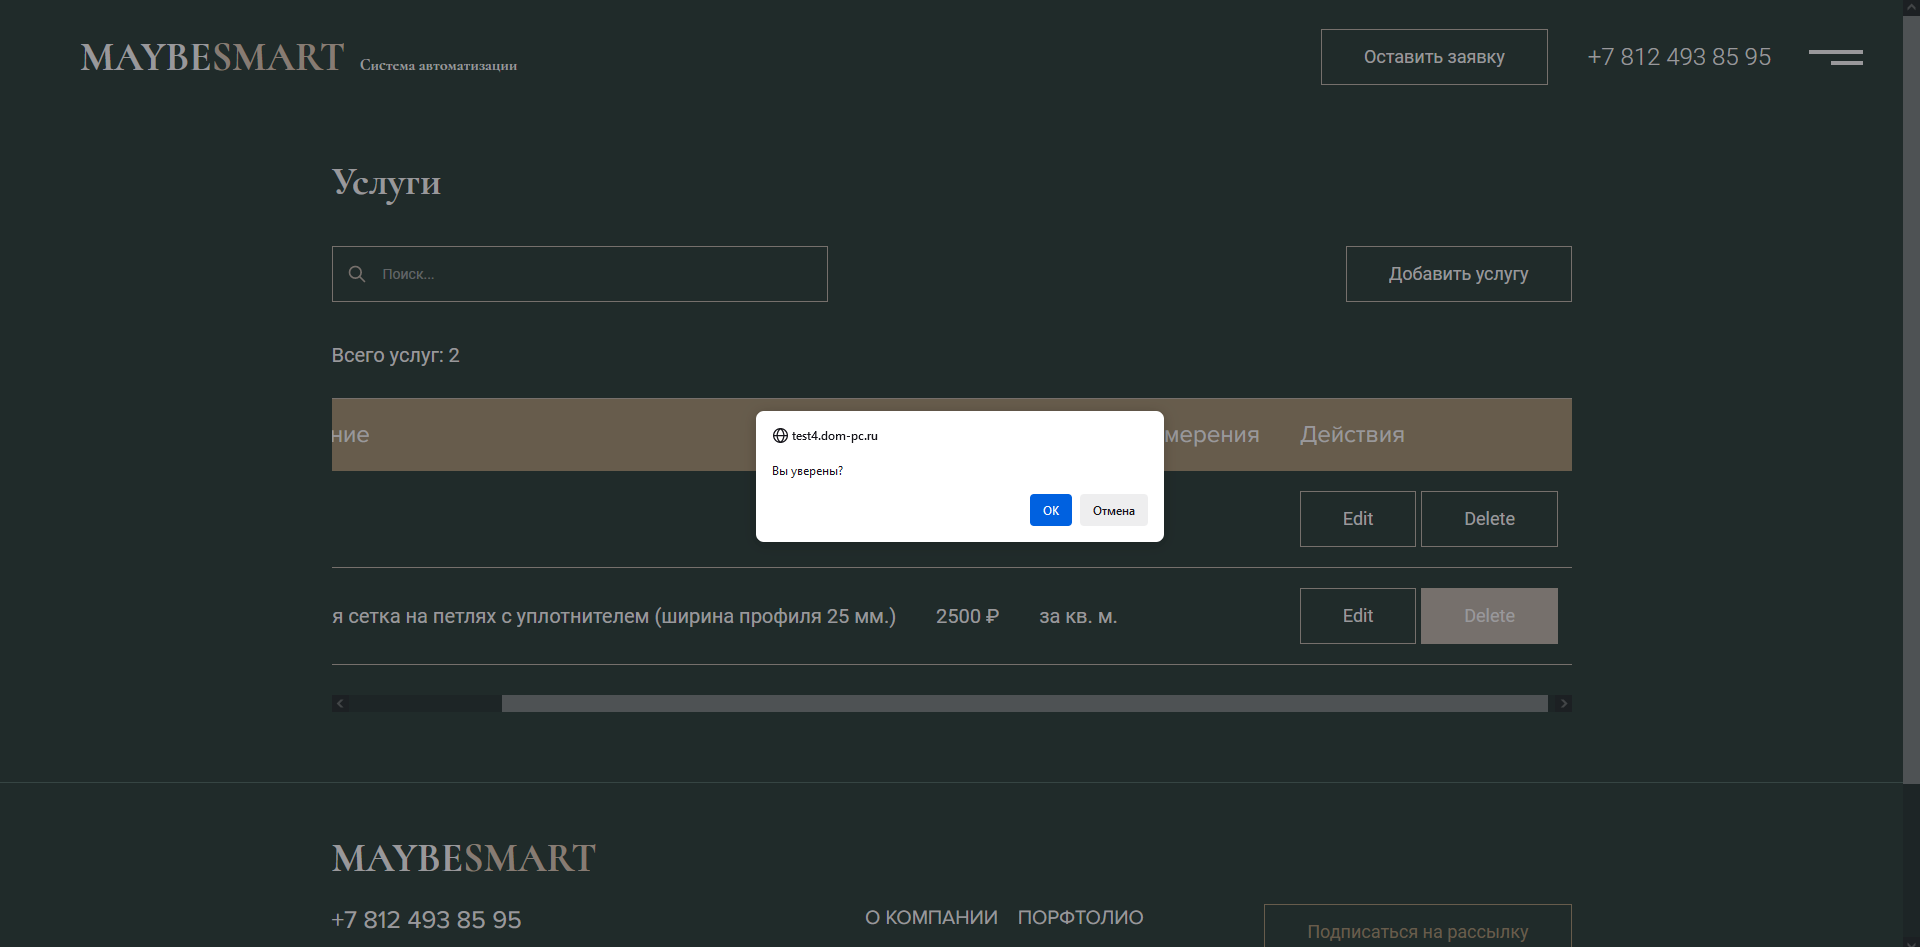 MAYBESMART Система автоматизации
Оставить заявку
+7 812 493 85 95
Услуги
Поиск...
Добавить услугу
Всего услуг: 2
ние
мерения
Действия
test4.dom-pc.ru
Вы уверены?
OK
Отмена
Edit
Delete
я сетка на петлях с уплотнителем (ширина профиля 25 мм.)
2500 ₽
за кв. м.
Edit
Delete
MAYBESMART
+7 812 493 85 95
О КОМПАНИИ
ПОРФТОЛИО
Подписаться на рассылку